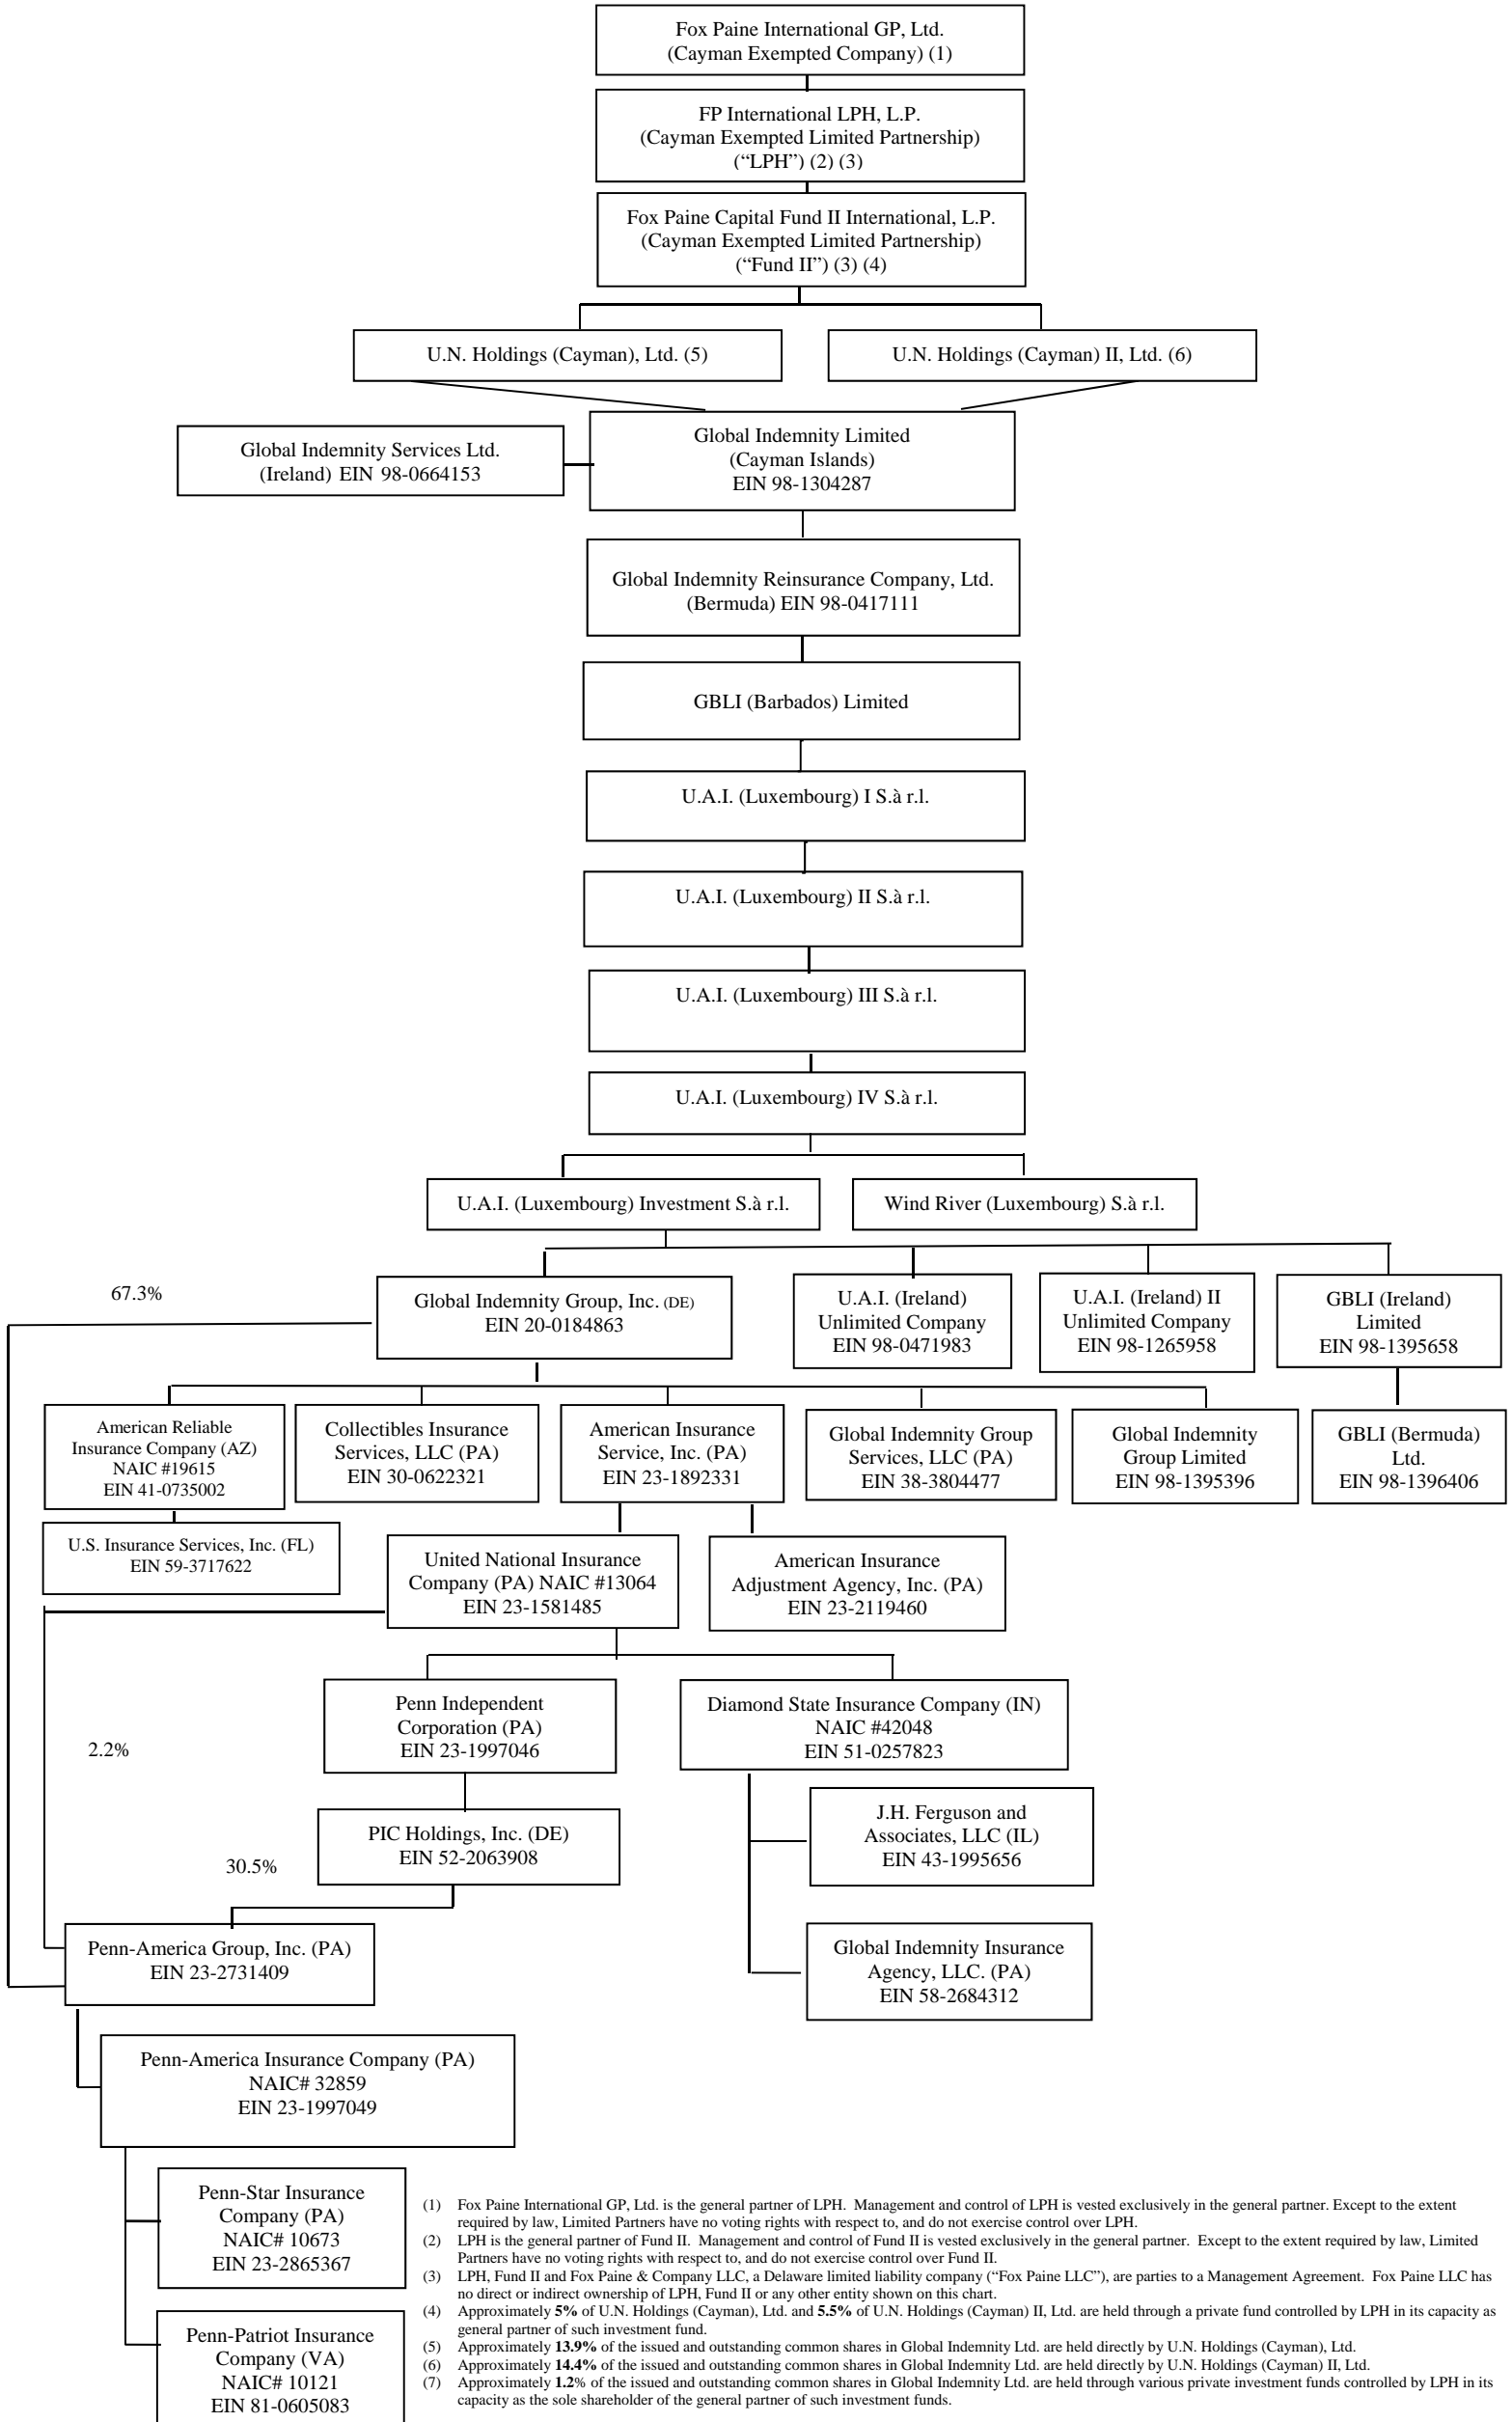 Fox Paine International GP, Ltd.
(Cayman Exempted Company) (1)
FP International LPH, L.P.
(Cayman Exempted Limited Partnership)
(“LPH”) (2) (3)
Fox Paine Capital Fund II International, L.P.
(Cayman Exempted Limited Partnership)
(“Fund II”) (3) (4)
U.N. Holdings (Cayman), Ltd. (5)
U.N. Holdings (Cayman) II, Ltd. (6)
Global Indemnity Services Ltd.
(Ireland) EIN 98-0664153
Global Indemnity Limited
(Cayman Islands)
EIN 98-1304287
Global Indemnity Reinsurance Company, Ltd.
(Bermuda) EIN 98-0417111
GBLI (Barbados) Limited
U.A.I. (Luxembourg) I S.à r.l.
U.A.I. (Luxembourg) II S.à r.l.
U.A.I. (Luxembourg) III S.à r.l.
U.A.I. (Luxembourg) IV S.à r.l.
U.A.I. (Luxembourg) Investment S.à r.l.
Wind River (Luxembourg) S.à r.l.
67.3%
Global Indemnity Group, Inc. (DE)
EIN 20-0184863
U.A.I. (Ireland)
Unlimited Company
EIN 98-0471983
U.A.I. (Ireland) II
Unlimited Company
EIN 98-1265958
GBLI (Ireland)
Limited
EIN 98-1395658
American Reliable
Insurance Company (AZ)
NAIC #19615
EIN 41-0735002
Collectibles Insurance
Services, LLC (PA)
EIN 30-0622321
American Insurance
Service, Inc. (PA)
EIN 23-1892331
Global Indemnity Group
Services, LLC (PA)
EIN 38-3804477
Global Indemnity
Group Limited
EIN 98-1395396
GBLI (Bermuda)
Ltd.
EIN 98-1396406
U.S. Insurance Services, Inc. (FL)
EIN 59-3717622
United National Insurance
Company (PA) NAIC #13064
EIN 23-1581485
American Insurance
Adjustment Agency, Inc. (PA)
EIN 23-2119460
2.2%
Penn Independent
Corporation (PA)
EIN 23-1997046
Diamond State Insurance Company (IN)
NAIC #42048
EIN 51-0257823
PIC Holdings, Inc. (DE)
EIN 52-2063908
J.H. Ferguson and
Associates, LLC (IL)
EIN 43-1995656
30.5%
Penn-America Group, Inc. (PA)
EIN 23-2731409
Global Indemnity Insurance
Agency, LLC. (PA)
EIN 58-2684312
Penn-America Insurance Company (PA)
NAIC# 32859
EIN 23-1997049
Penn-Star Insurance
Company (PA)
NAIC# 10673
EIN 23-2865367
Penn-Patriot Insurance
Company (VA)
NAIC# 10121
EIN 81-0605083
(1) Fox Paine International GP, Ltd. is the general partner of LPH. Management and control of LPH is vested exclusively in the general partner. Except to the extent
required by law, Limited Partners have no voting rights with respect to, and do not exercise control over LPH.
(2) LPH is the general partner of Fund II. Management and control of Fund II is vested exclusively in the general partner. Except to the extent required by law, Limited
Partners have no voting rights with respect to, and do not exercise control over Fund II.
(3) LPH, Fund II and Fox Paine & Company LLC, a Delaware limited liability company (“Fox Paine LLC”), are parties to a Management Agreement. Fox Paine LLC has
no direct or indirect ownership of LPH, Fund II or any other entity shown on this chart.
(4) Approximately 5% of U.N. Holdings (Cayman), Ltd. and 5.5% of U.N. Holdings (Cayman) II, Ltd. are held through a private fund controlled by LPH in its capacity as
general partner of such investment fund.
(5) Approximately 13.9% of the issued and outstanding common shares in Global Indemnity Ltd. are held directly by U.N. Holdings (Cayman), Ltd.
(6) Approximately 14.4% of the issued and outstanding common shares in Global Indemnity Ltd. are held directly by U.N. Holdings (Cayman) II, Ltd.
(7) Approximately 1.2% of the issued and outstanding common shares in Global Indemnity Ltd. are held through various private investment funds controlled by LPH in its
capacity as the sole shareholder of the general partner of such investment funds.